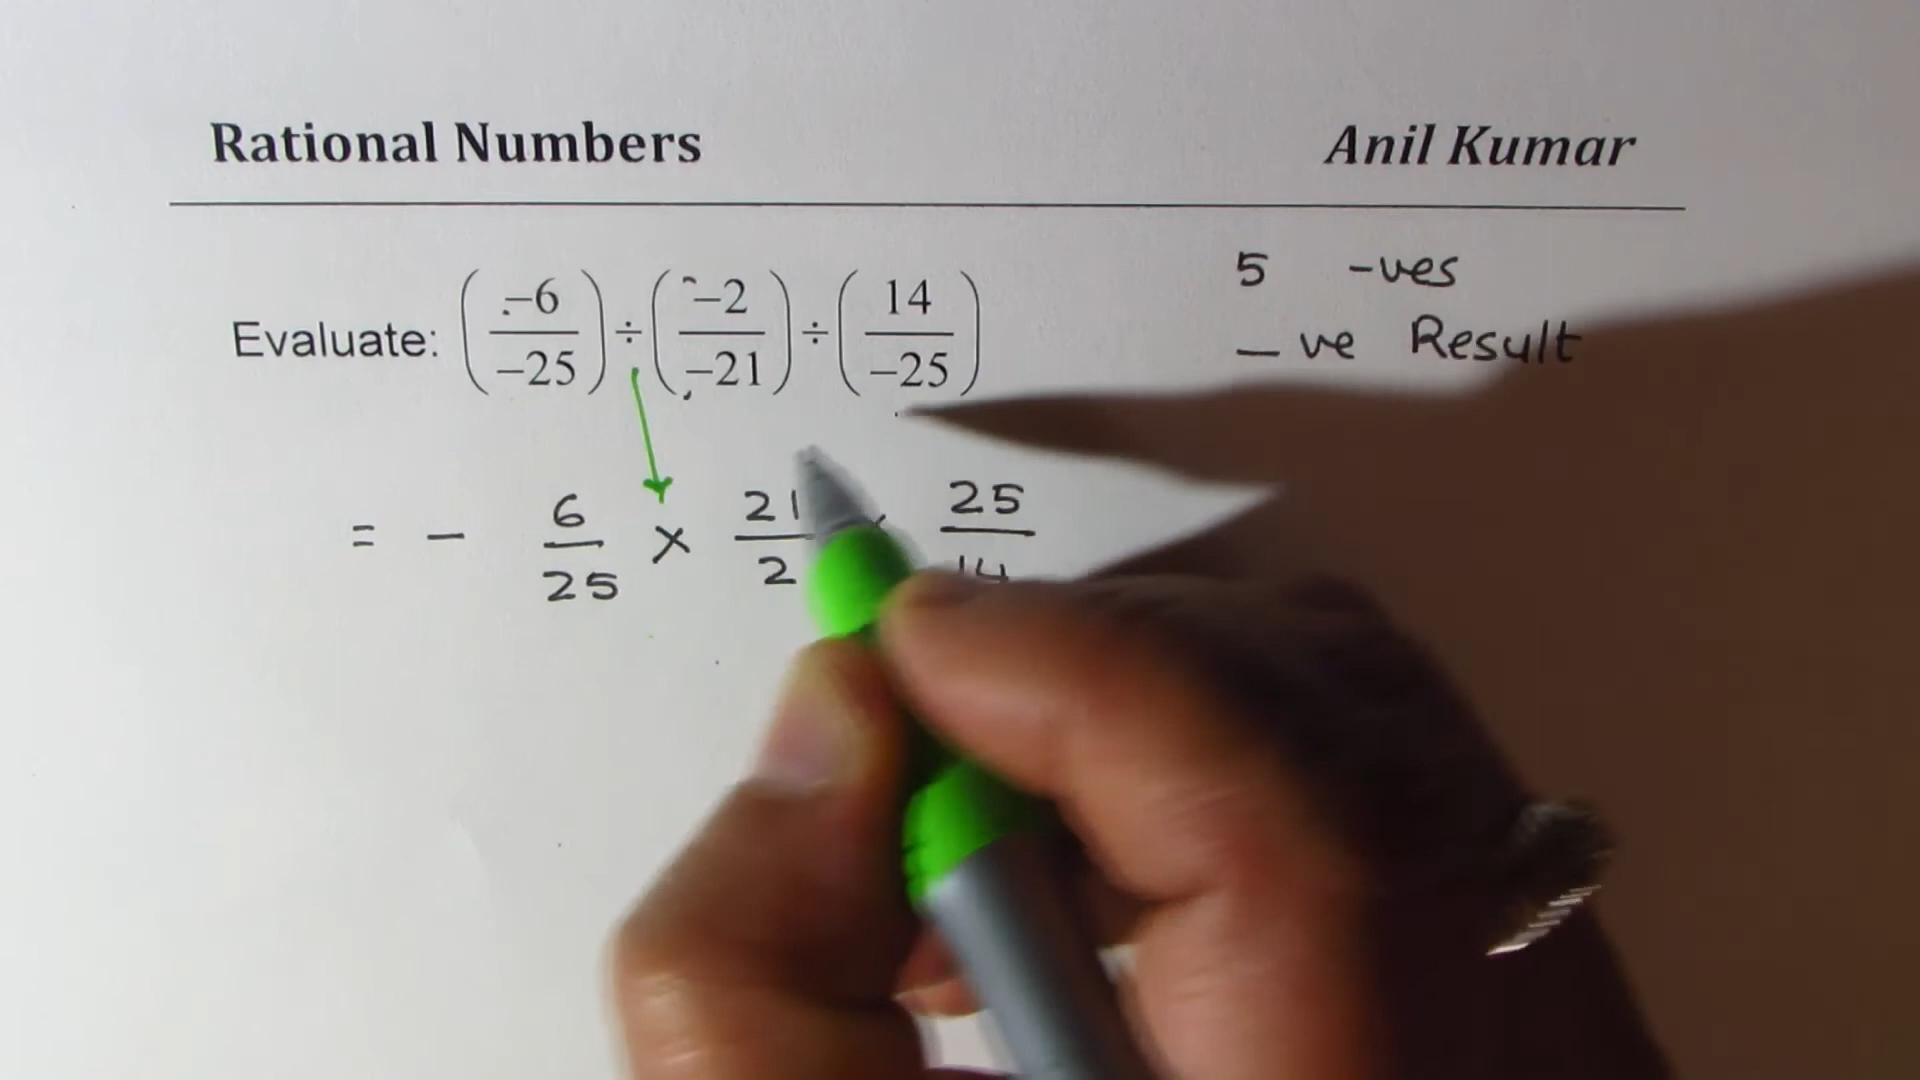 Rational Numbers Anil Kumar
Evaluate: (−6/−25) ÷ (−2/−21) ÷ (14/−25)
5 -ves
– ve Result
= − 6/25 × 21/2 25/14